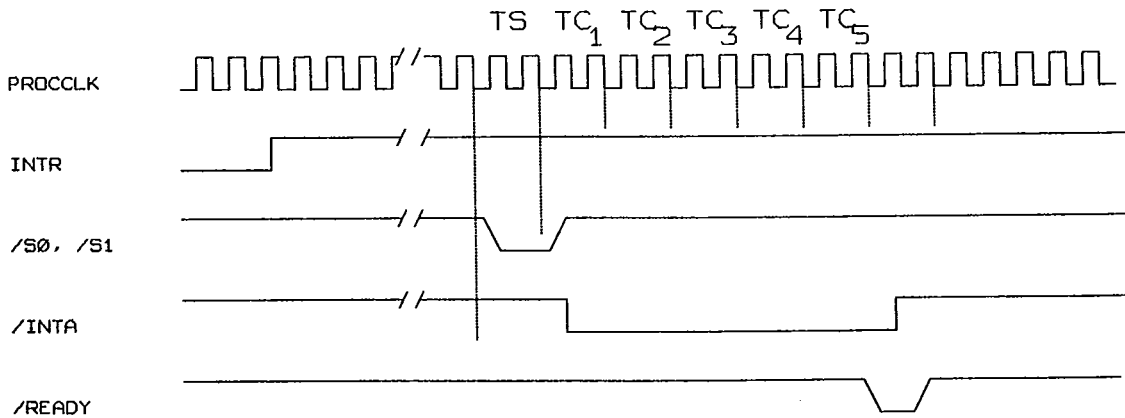 TS TC1 TC2 TC3 TC4 TC5
PROCCLK
INTR
/SØ, /S1
/INTA
/READY